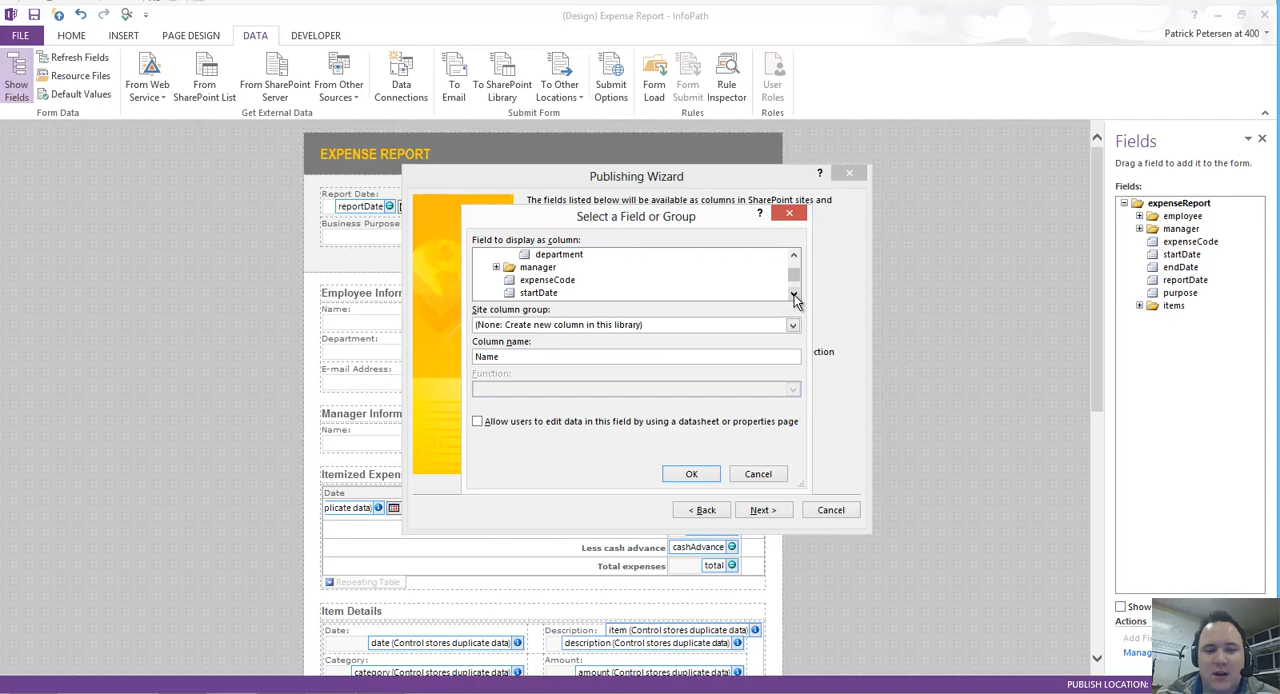 (Design) Expense Report - InfoPath
Patrick Petersen at 400
FILE HOME INSERT PAGE DESIGN DATA DEVELOPER
Show Fields
Refresh Fields
Resource Files
Default Values
Form Data
From Web Service
From SharePoint List
From SharePoint Server
From Other Sources
Data Connections
Get External Data
To Email
To SharePoint Library
To Other Locations
Submit Options
Submit Form
Form Load
Form Submit
Rule Inspector
Rules
User Roles
Roles
EXPENSE REPORT
Report Date:
reportDate
Business Purpose
Employee Infor
Name:
Department:
E-mail Address:
Manager Inform
Name:
Itemized Expen
Date
plicate data)
Less cash advance cashAdvance
Total expenses total
Repeating Table
Item Details
Date:
date (Control stores duplicate data)
Description: item (Control stores duplicate data)
description (Control stores duplicate data)
Category:
category (Control stores duplicate data)
Amount:
amount (Control stores duplicate data)
Publishing Wizard
?
The fields listed below will be available as columns in SharePoint sites and
ction
< Back Next > Cancel
Select a Field or Group
?
Field to display as column:
department
manager
expenseCode
startDate
Site column group:
(None: Create new column in this library)
Column name:
Name
Function:
Allow users to edit data in this field by using a datasheet or properties page
OK Cancel
Fields
Drag a field to add it to the form.
Fields:
expenseReport
employee
manager
expenseCode
startDate
endDate
reportDate
purpose
items
Show
Actions
Add Fiel
Manag
PUBLISH LOCATION: